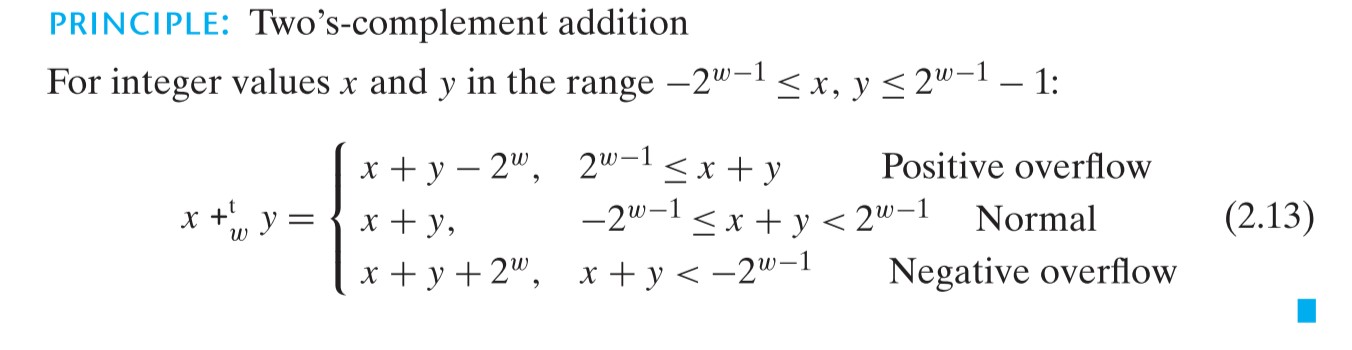 PRINCIPLE: Two's-complement addition
For integer values x and y in the range −2^{w−1} ≤ x, y ≤ 2^{w−1} − 1:
x + y − 2^w, 2^{w−1} ≤ x + y Positive overflow
x +^t_w y = { x + y, −2^{w−1} ≤ x + y < 2^{w−1} Normal (2.13)
x + y + 2^w, x + y < −2^{w−1} Negative overflow